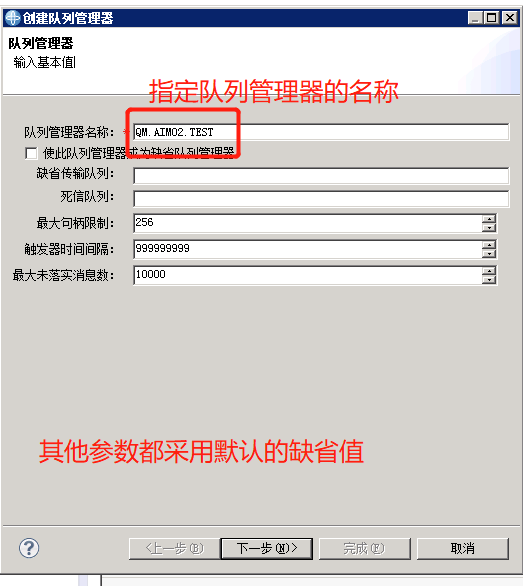 创建队列管理器
队列管理器
输入基本值
指定队列管理器的名称
队列管理器名称： * QM.AIMO2.TEST
使此队列管理器成为缺省队列管理器
缺省传输队列：
死信队列：
最大句柄限制： 256
触发器时间间隔： 999999999
最大未落实消息数： 10000
其他参数都采用默认的缺省值
? <上一步(B) 下一步(N)> 完成(F) 取消